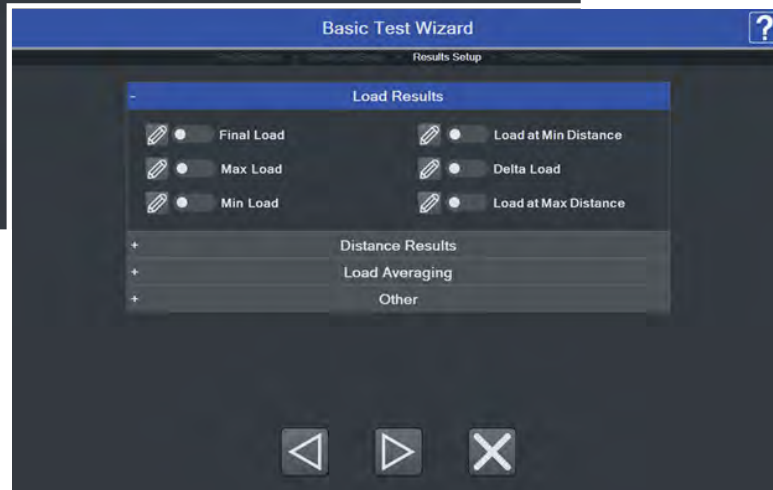 Basic Test Wizard ?
Results Setup
- Load Results
Final Load Load at Min Distance
Max Load Delta Load
Min Load Load at Max Distance
+ Distance Results
+ Load Averaging
+ Other